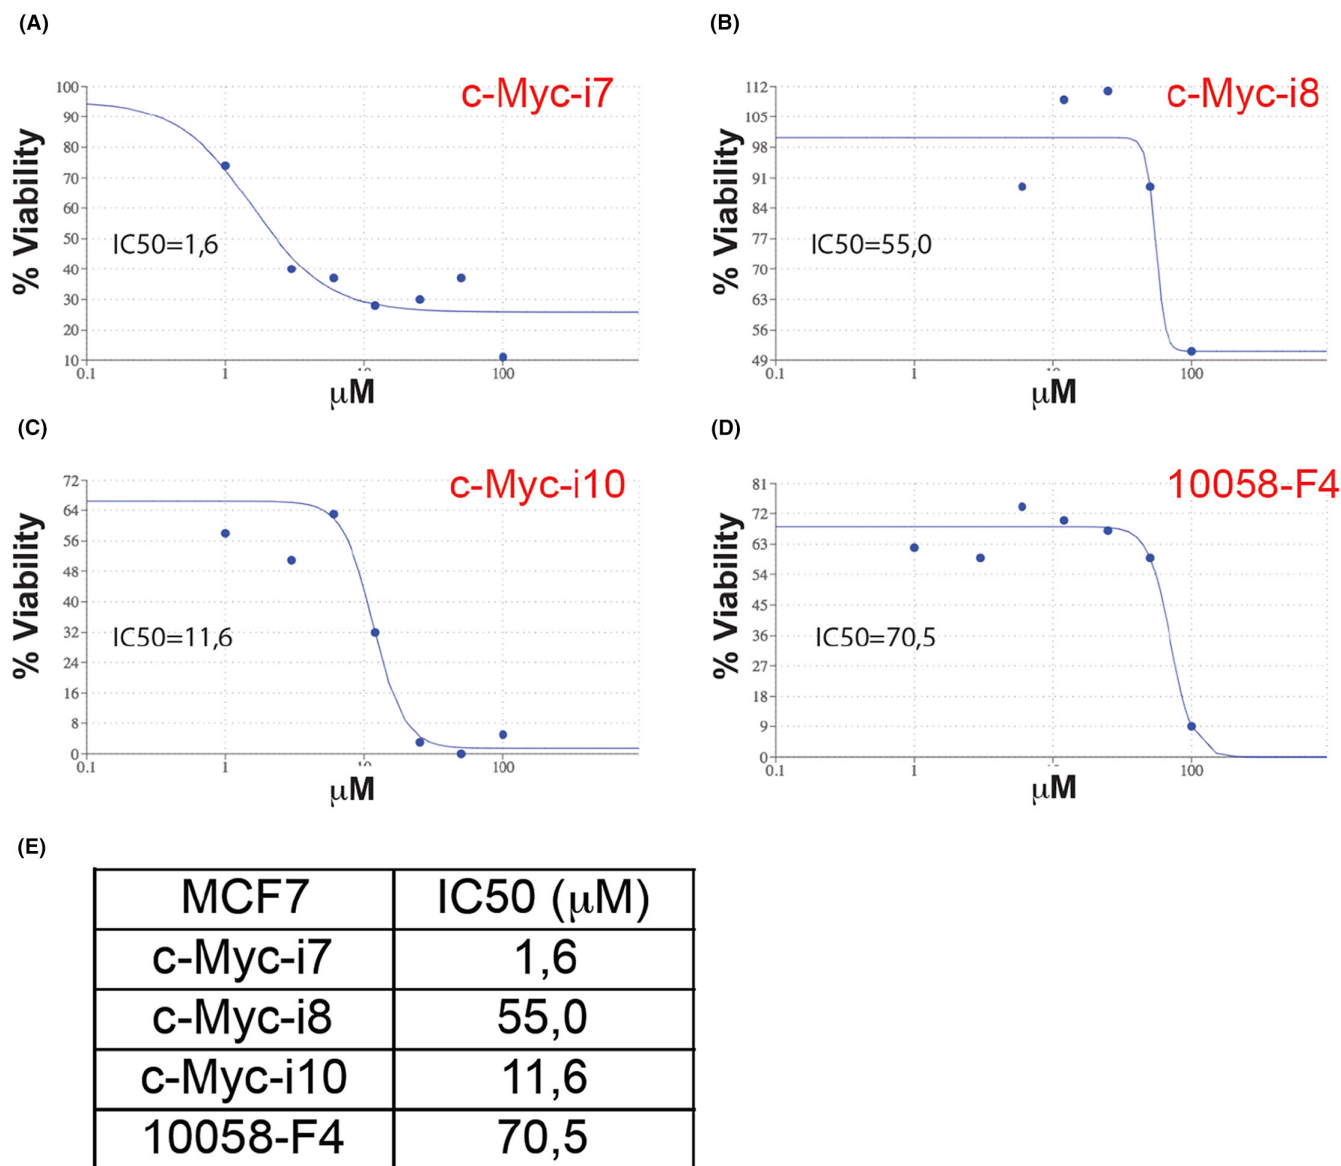 (A)
c-Myc-i7
100
90
80
70
60
50
40
30
20
10
% Viability
IC50=1,6
0.1 1 10 100
μM
(B)
c-Myc-i8
112
105
98
91
84
77
70
63
56
49
% Viability
IC50=55,0
0.1 1 10 100
μM
(C)
c-Myc-i10
72
64
56
48
40
32
24
16
8
0
% Viability
IC50=11,6
0.1 1 10 100
μM
(D)
10058-F4
81
72
63
54
45
36
27
18
9
0
% Viability
IC50=70,5
0.1 1 100
μM
(E)
MCF7 IC50 (μM)
c-Myc-i7 1,6
c-Myc-i8 55,0
c-Myc-i10 11,6
10058-F4 70,5